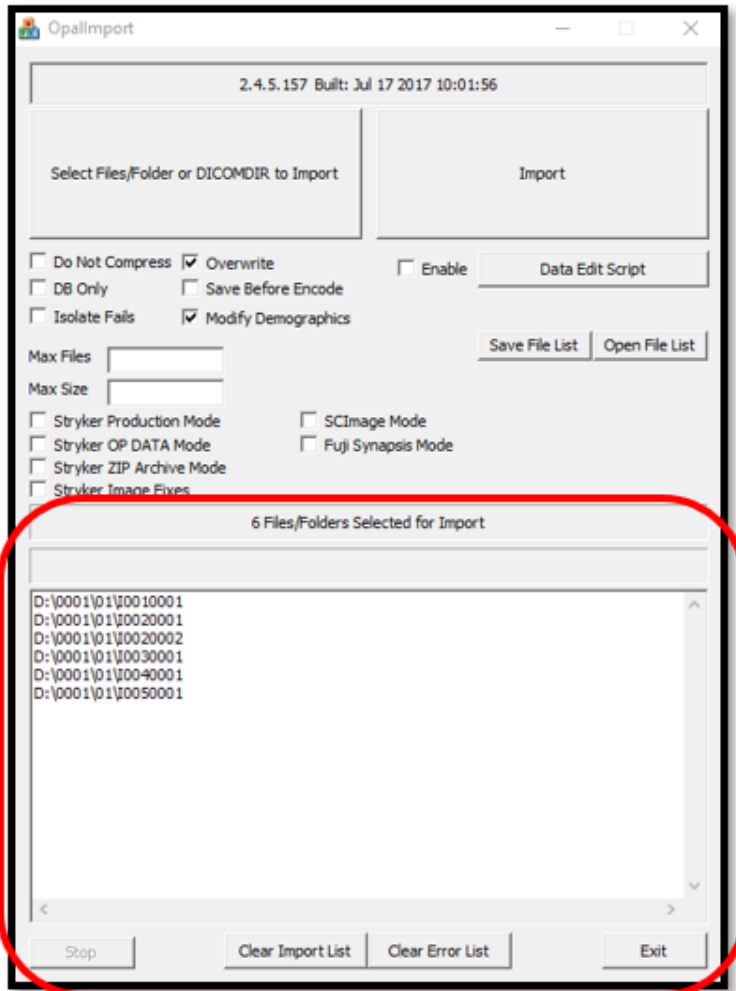 OpalImport
2.4.5.157 Built: Jul 17 2017 10:01:56
Select Files/Folder or DICOMDIR to Import
Import
Do Not Compress
Overwrite
Enable
Data Edit Script
DB Only
Save Before Encode
Isolate Fails
Modify Demographics
Save File List
Open File List
Max Files
Max Size
Stryker Production Mode
SCImage Mode
Stryker OP DATA Mode
Fuji Synapsis Mode
Stryker ZIP Archive Mode
Stryker Image Fixes
6 Files/Folders Selected for Import
D:\0001\01\I0010001
D:\0001\01\I0020001
D:\0001\01\I0020002
D:\0001\01\I0030001
D:\0001\01\I0040001
D:\0001\01\I0050001
Stop
Clear Import List
Clear Error List
Exit